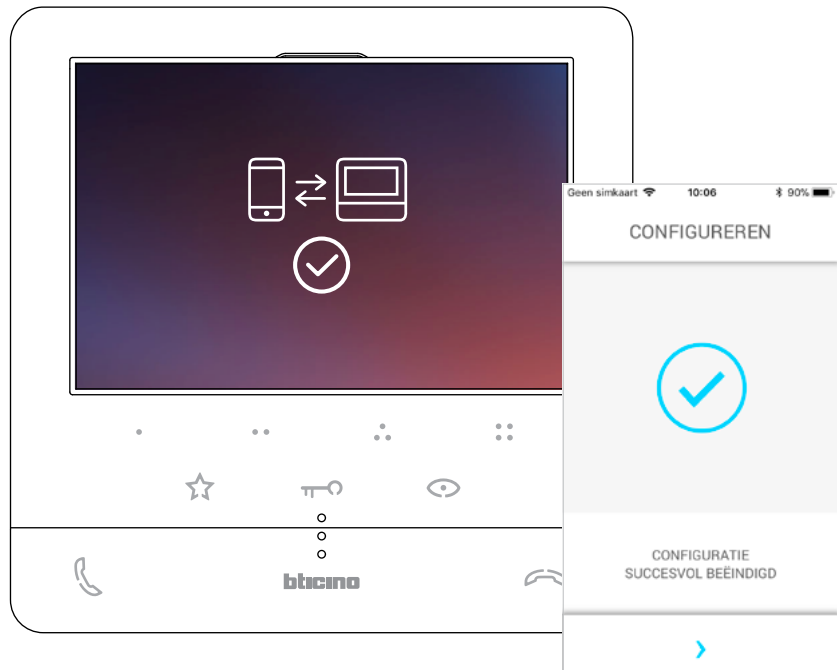 Geen simkaart 10:06 90%
CONFIGUREREN
CONFIGURATIE
SUCCESVOL BEËINDIGD
bticino